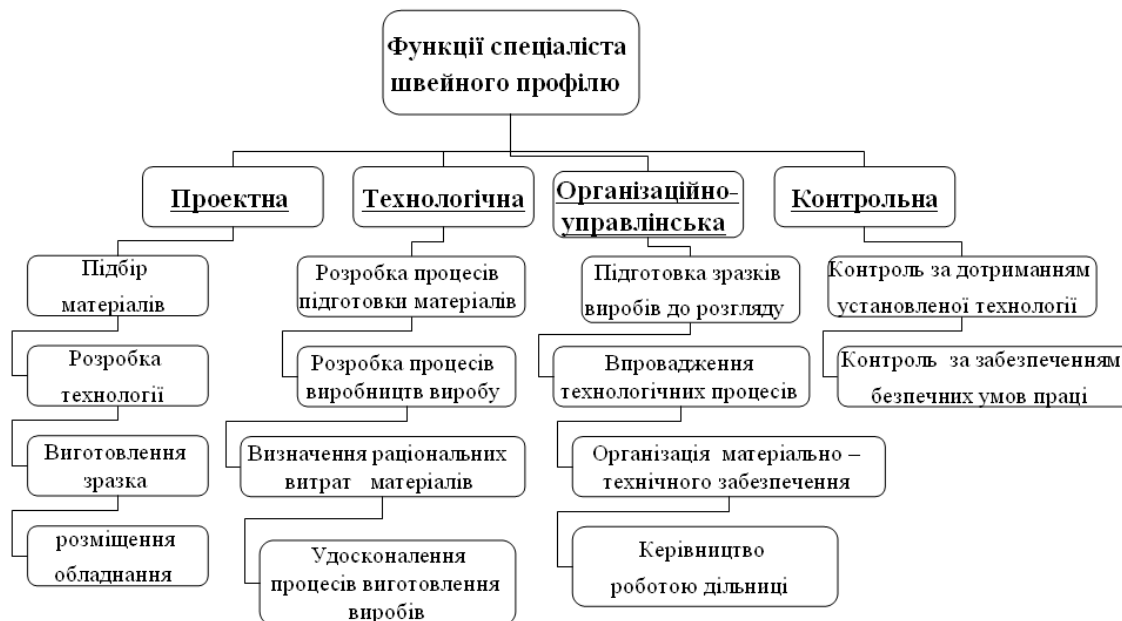 Функції спеціаліста
швейного профілю
Проектна
Технологічна
Організаційно-
управлінська
Контрольна
Підбір
матеріалів
Розробка
технології
Виготовлення
зразка
розміщення
обладнання
Розробка процесів
підготовки матеріалів
Розробка процесів
виробництв виробу
Визначення раціональних
витрат матеріалів
Удосконалення
процесів виготовлення
виробів
Підготовка зразків
виробів до розгляду
Впровадження
технологічних процесів
Організація матеріально –
технічного забезпечення
Керівництво
роботою дільниці
Контроль за дотриманням
установленої технології
Контроль за забезпеченням
безпечних умов праці